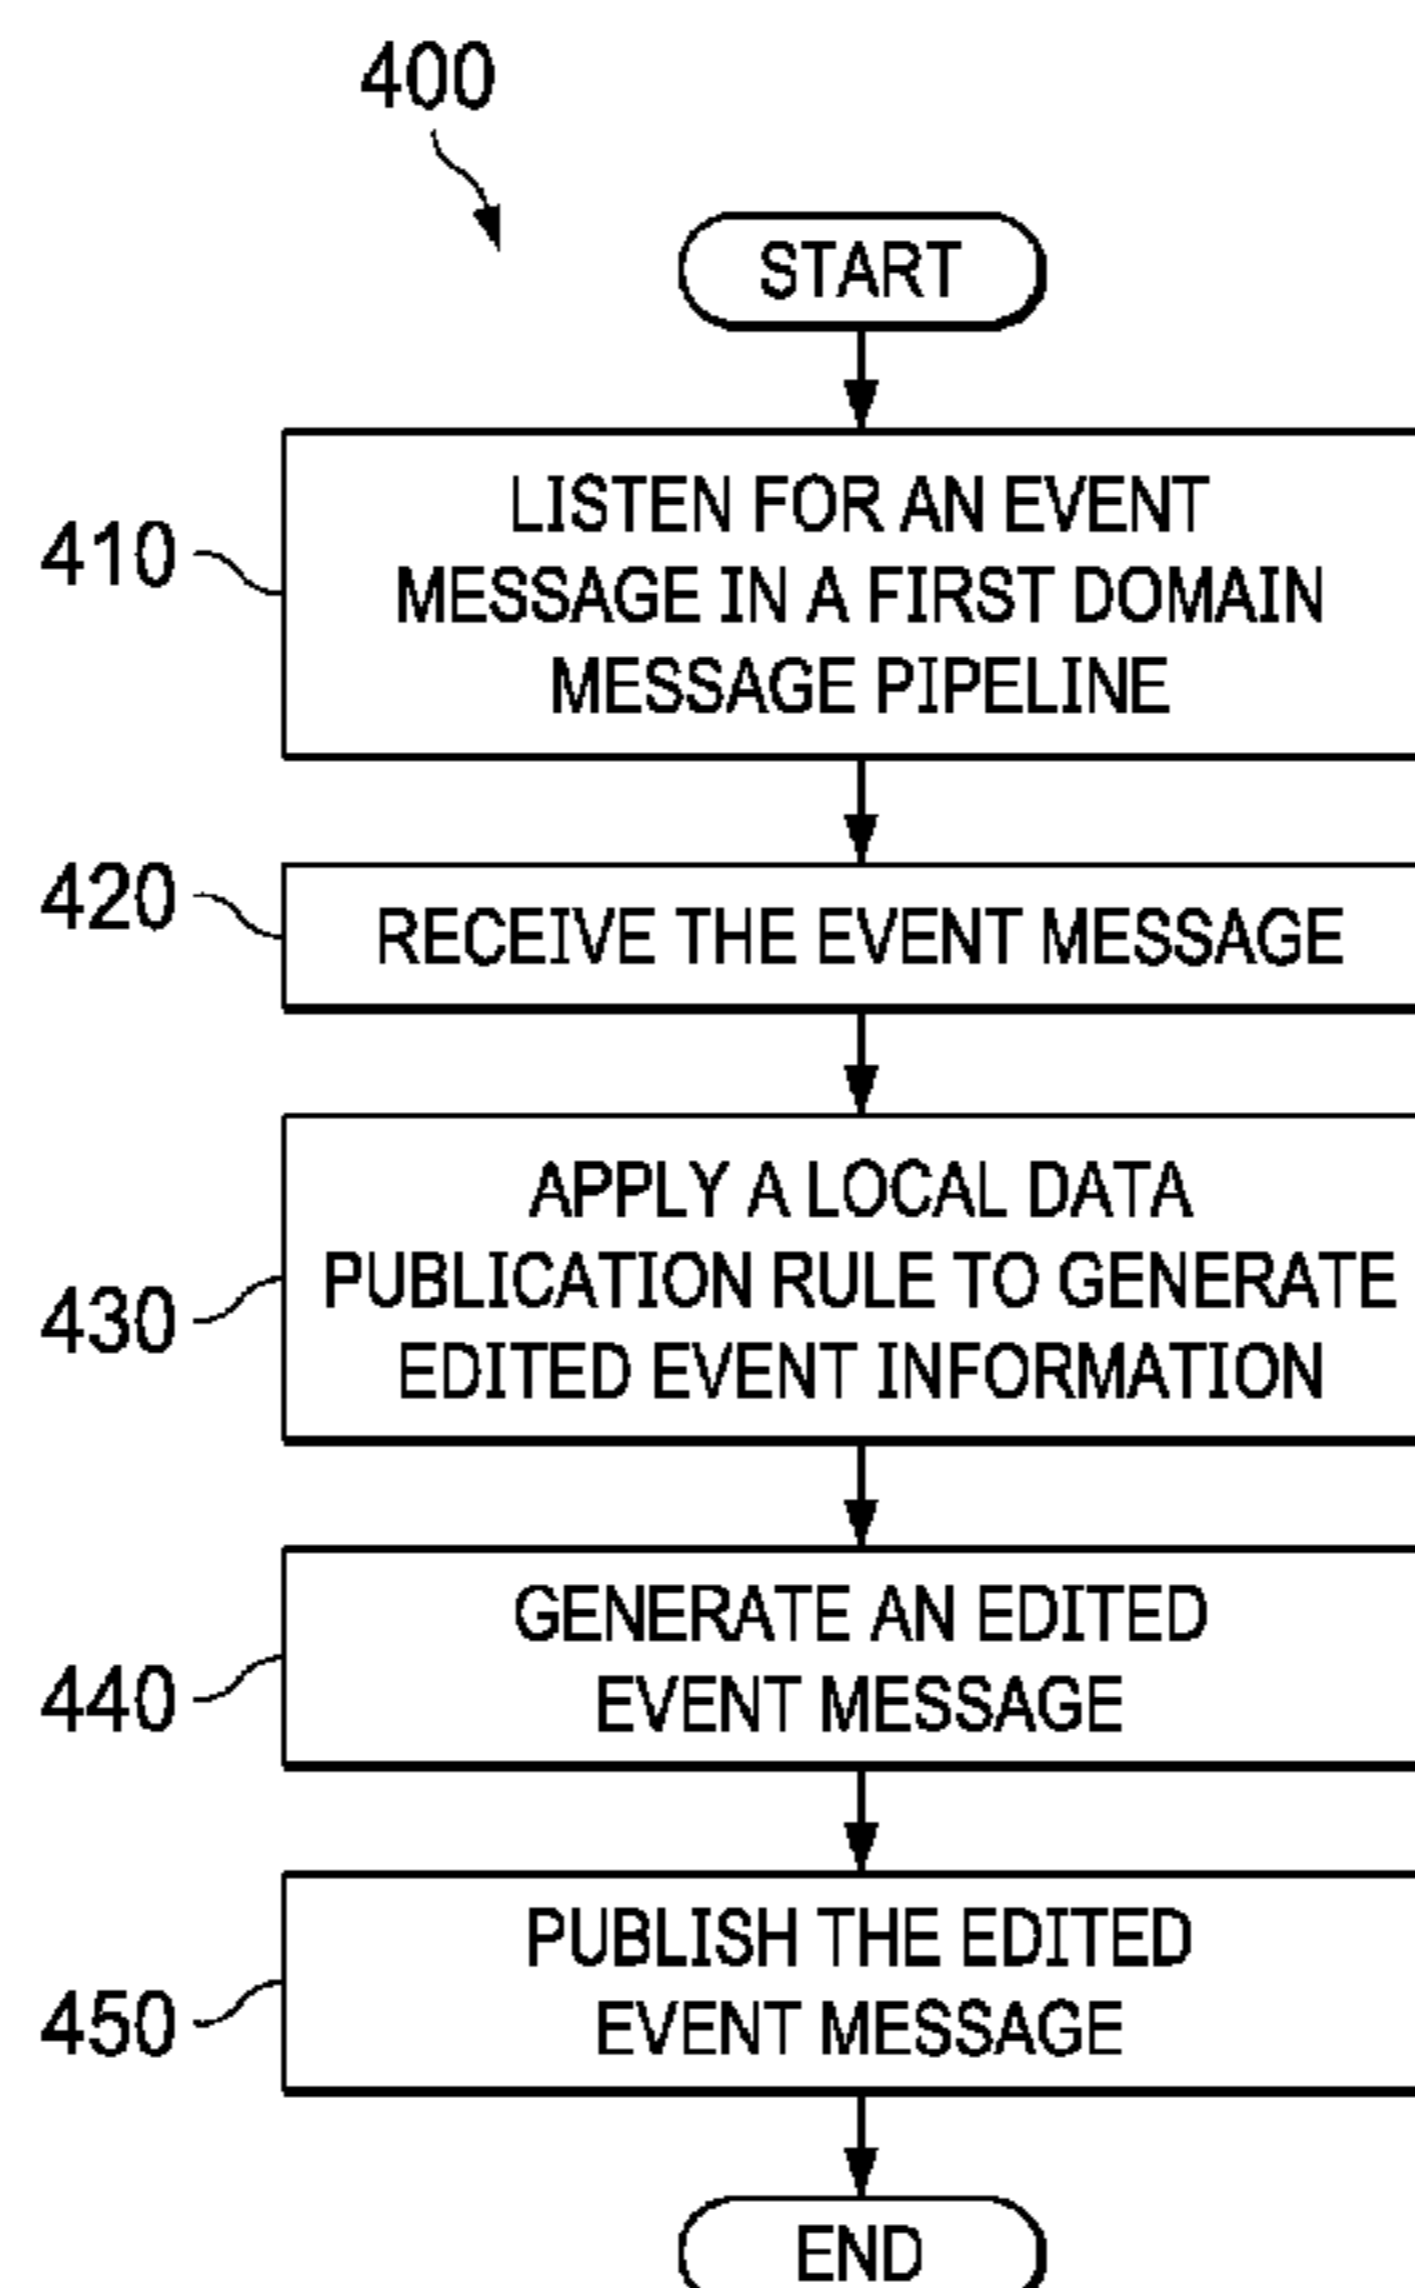 400
START
410
LISTEN FOR AN EVENT
MESSAGE IN A FIRST DOMAIN
MESSAGE PIPELINE
420
RECEIVE THE EVENT MESSAGE
430
APPLY A LOCAL DATA
PUBLICATION RULE TO GENERATE
EDITED EVENT INFORMATION
440
GENERATE AN EDITED
EVENT MESSAGE
450
PUBLISH THE EDITED
EVENT MESSAGE
END